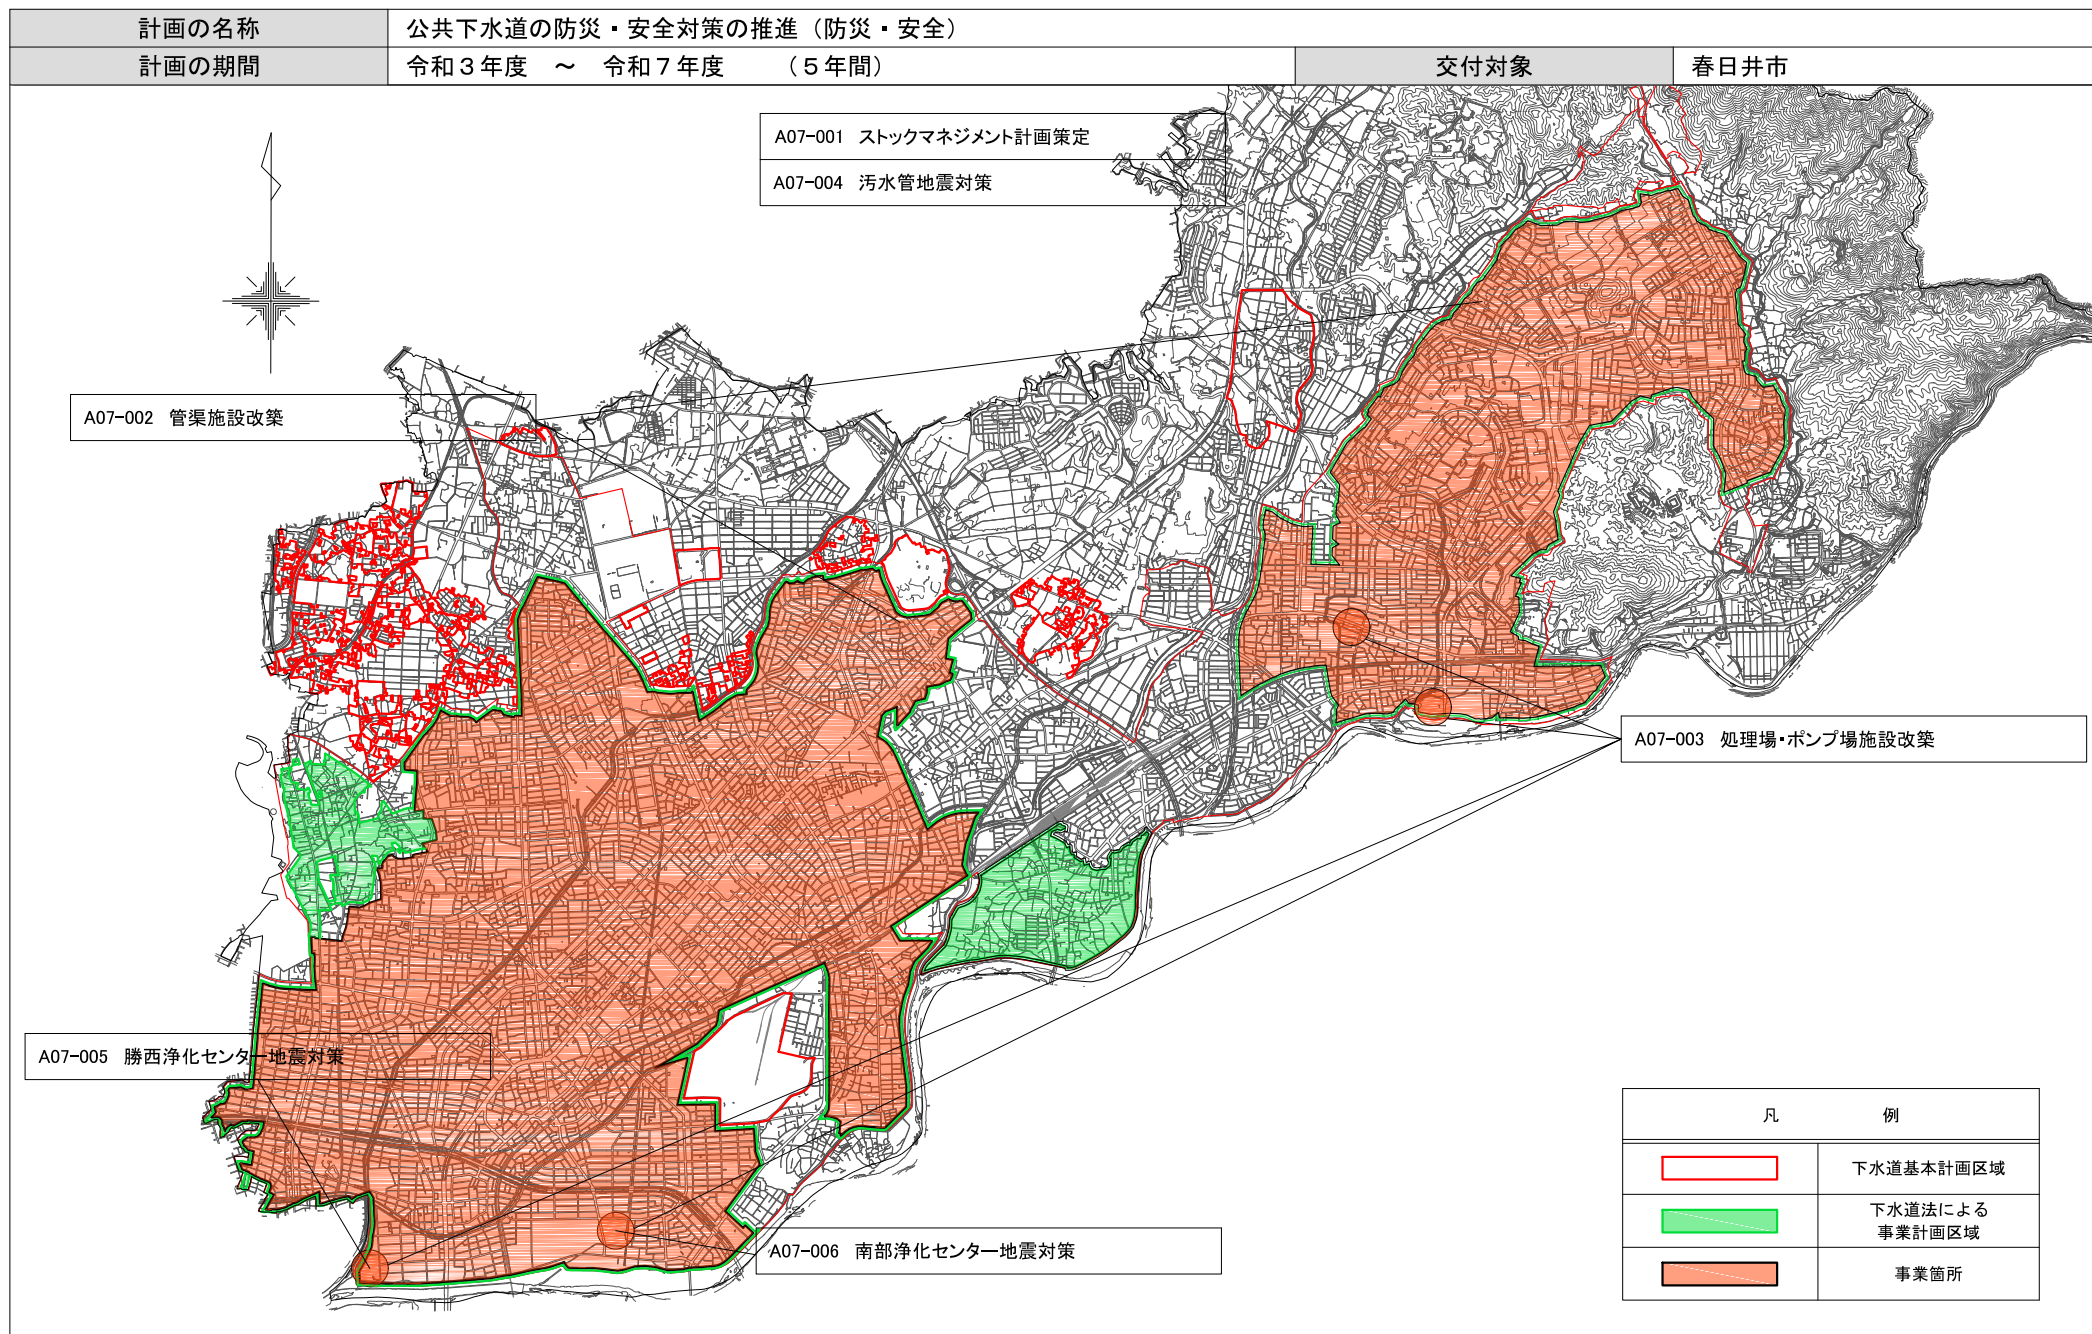 計画の名称
公共下水道の防災・安全対策の推進（防災・安全）
計画の期間
令和３年度　～　令和７年度　　（５年間）
交付対象
春日井市
A07-001 ストックマネジメント計画策定
A07-004 汚水管地震対策
A07-002 管渠施設改築
A07-003 処理場・ポンプ場施設改築
A07-005 勝西浄化センター地震対策
A07-006 南部浄化センター地震対策
凡　例
下水道基本計画区域
下水道法による
事業計画区域
事業箇所